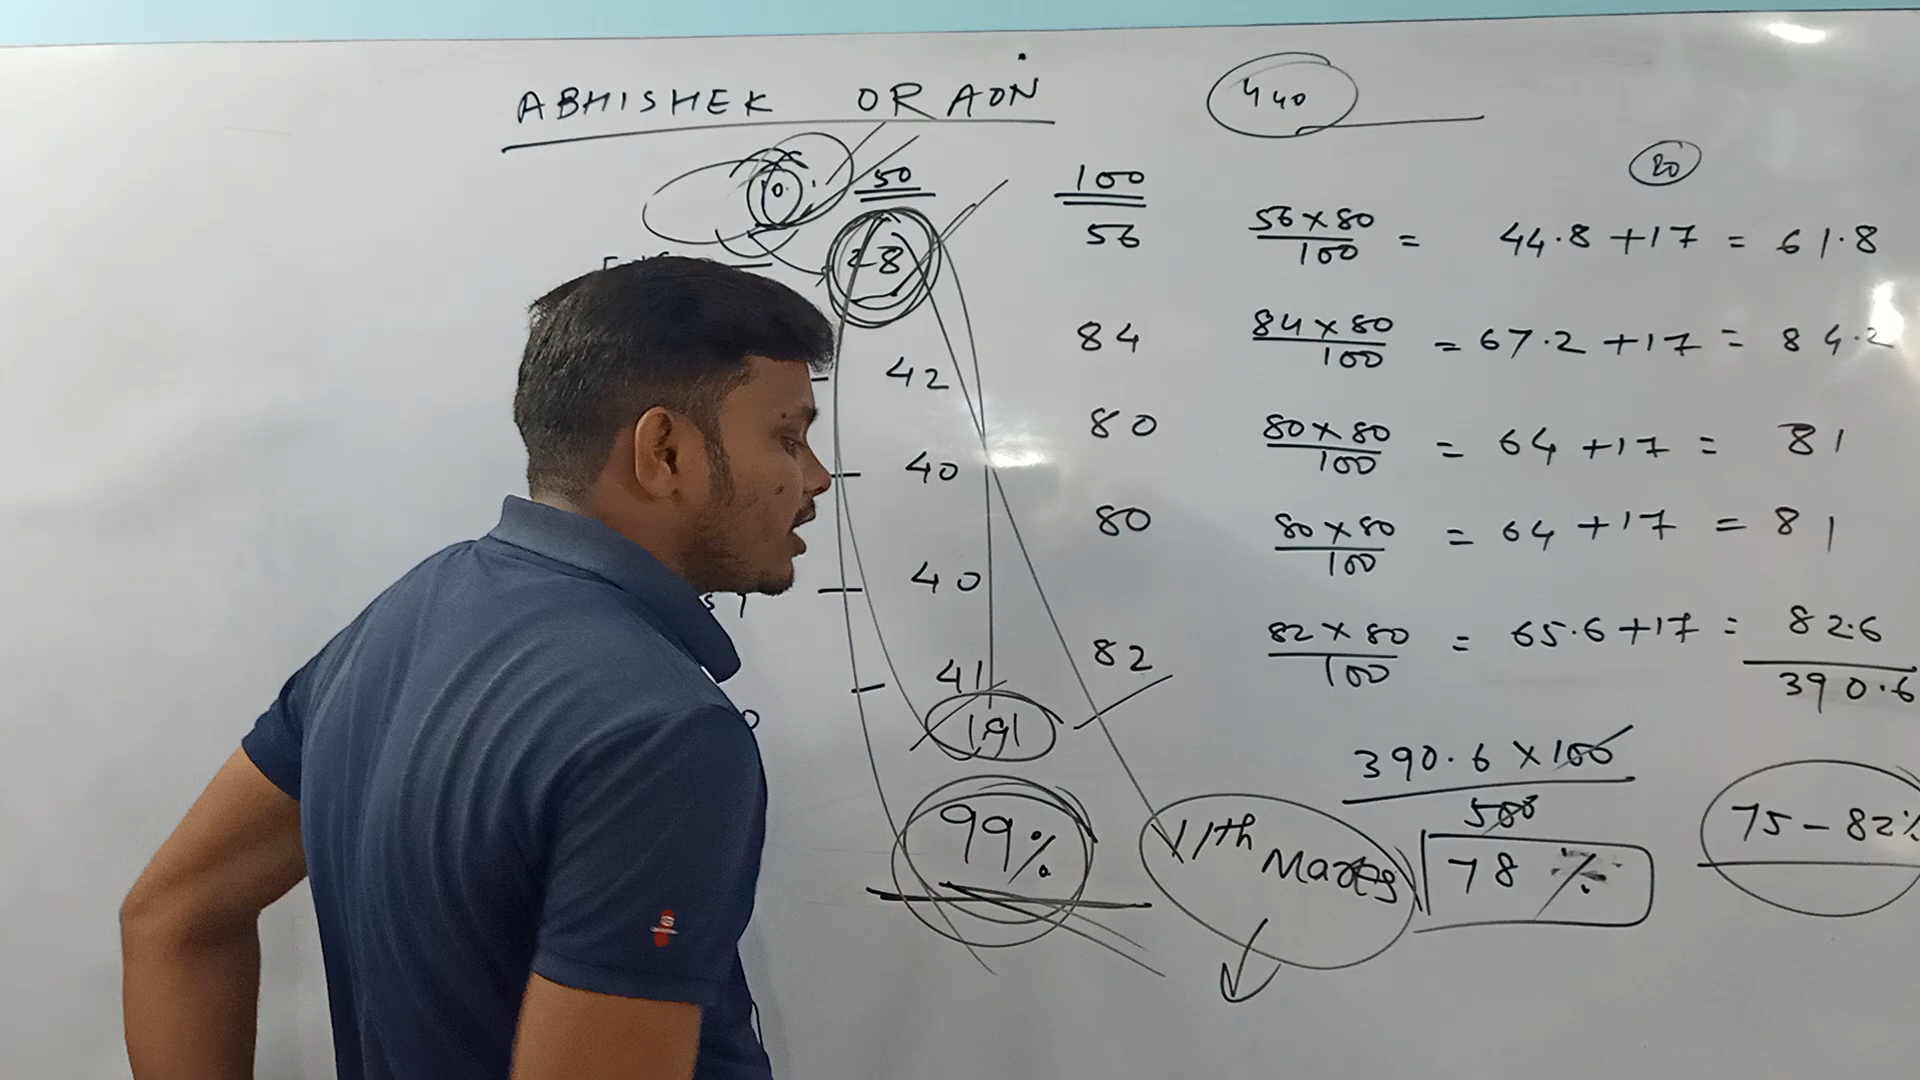 ABHISHEK ORAON 440
10 50 100 20
28 56 56 × 80 / 100 = 44.8 + 17 = 61.8
42 84 84 × 80 / 100 = 67.2 + 17 = 84.2
40 80 80 × 80 / 100 = 64 + 17 = 81
40 80 80 × 80 / 100 = 64 + 17 = 81
41 82 82 × 80 / 100 = 65.6 + 17 = 82.6
191 390.6
390.6 × 100 / 500
99% 11th Marks 78 % 75 - 82%